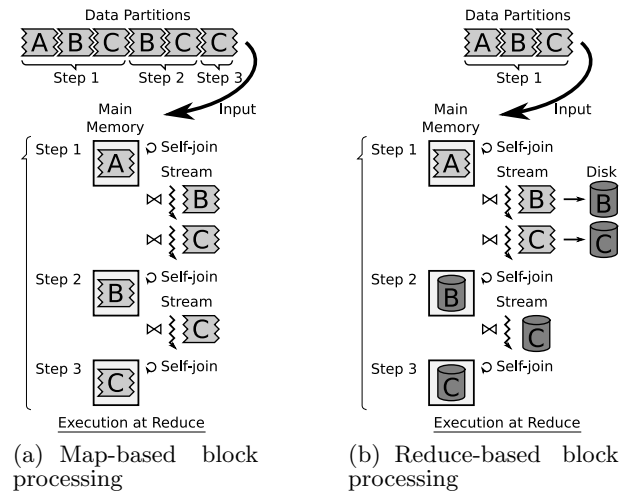 Data Partitions
A B C B C C
Step 1 Step 2 Step 3
Input
Main
Memory
Step 1
A
Self-join
Stream
B
C
Step 2
B
Self-join
Stream
C
Step 3
C
Self-join
Execution at Reduce
(a) Map-based block
processing
Data Partitions
A B C
Step 1
Input
Main
Memory
Step 1
A
Self-join
Stream Disk
B B
C C
Step 2
B
Self-join
Stream
C
Step 3
C
Self-join
Execution at Reduce
(b) Reduce-based block
processing